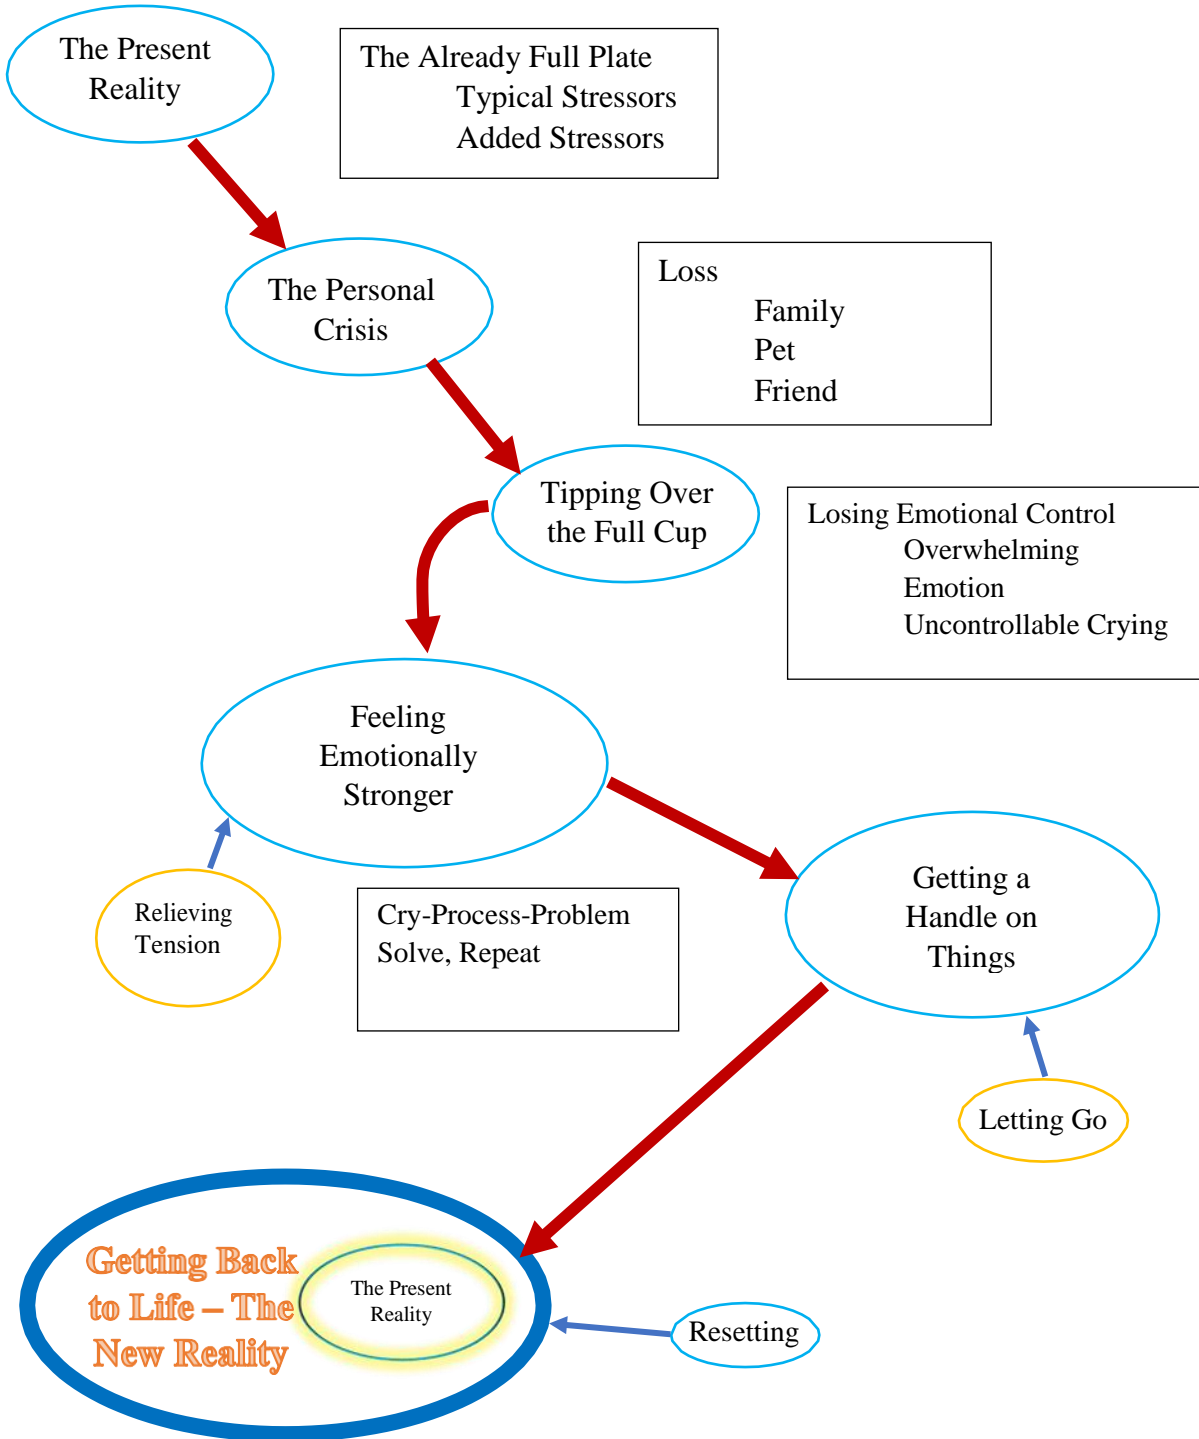 The Present
Reality
The Already Full Plate
Typical Stressors
Added Stressors
The Personal
Crisis
Loss
Family
Pet
Friend
Tipping Over
the Full Cup
Losing Emotional Control
Overwhelming
Emotion
Uncontrollable Crying
Feeling
Emotionally
Stronger
Relieving
Tension
Cry-Process-Problem
Solve, Repeat
Getting a
Handle on
Things
Letting Go
Getting Back
to Life – The
New Reality
The Present
Reality
Resetting